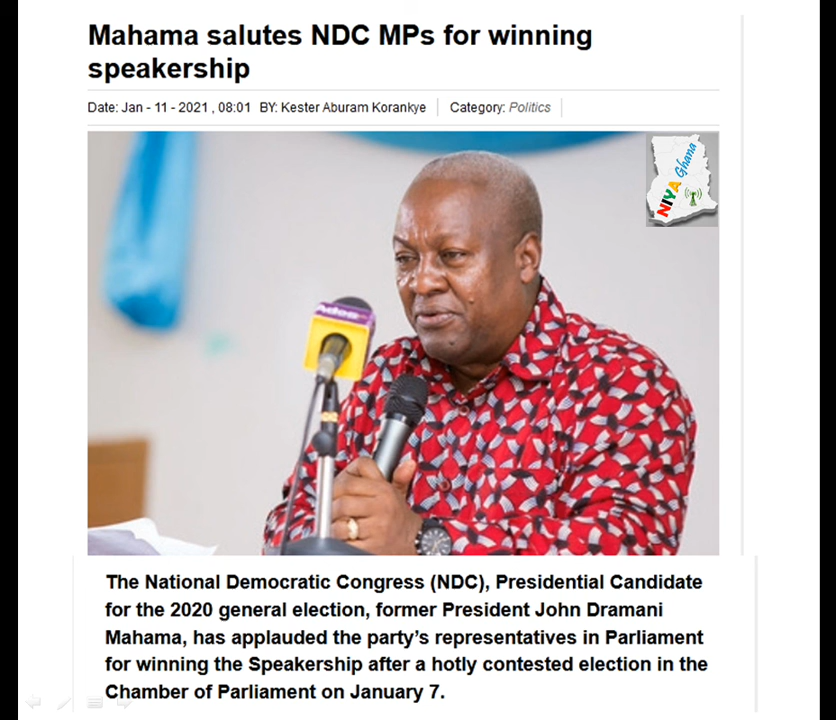 Mahama salutes NDC MPs for winning
speakership
Date: Jan - 11 - 2021 , 08:01 BY: Kester Aburam Korankye Category: Politics
NIYA Ghana
Adom
The National Democratic Congress (NDC), Presidential Candidate
for the 2020 general election, former President John Dramani
Mahama, has applauded the party’s representatives in Parliament
for winning the Speakership after a hotly contested election in the
Chamber of Parliament on January 7.